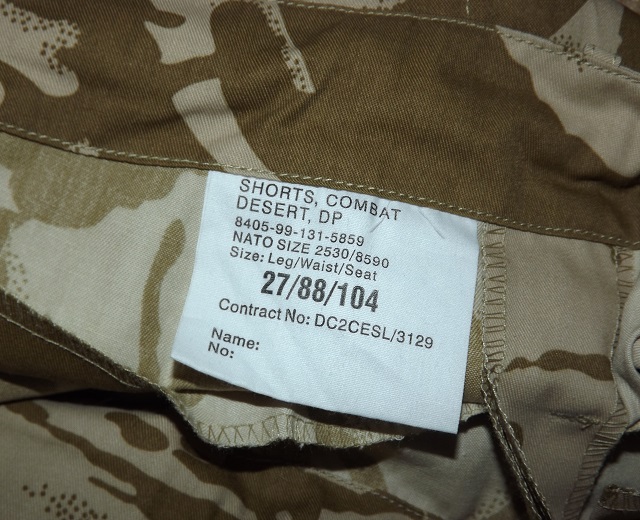 SHORTS, COMBAT
DESERT, DP
8405-99-131-5859
NATO SIZE 2530/8590
Size: Leg/Waist/Seat
27/88/104
Contract No: DC2CESL/3129
Name:
No: